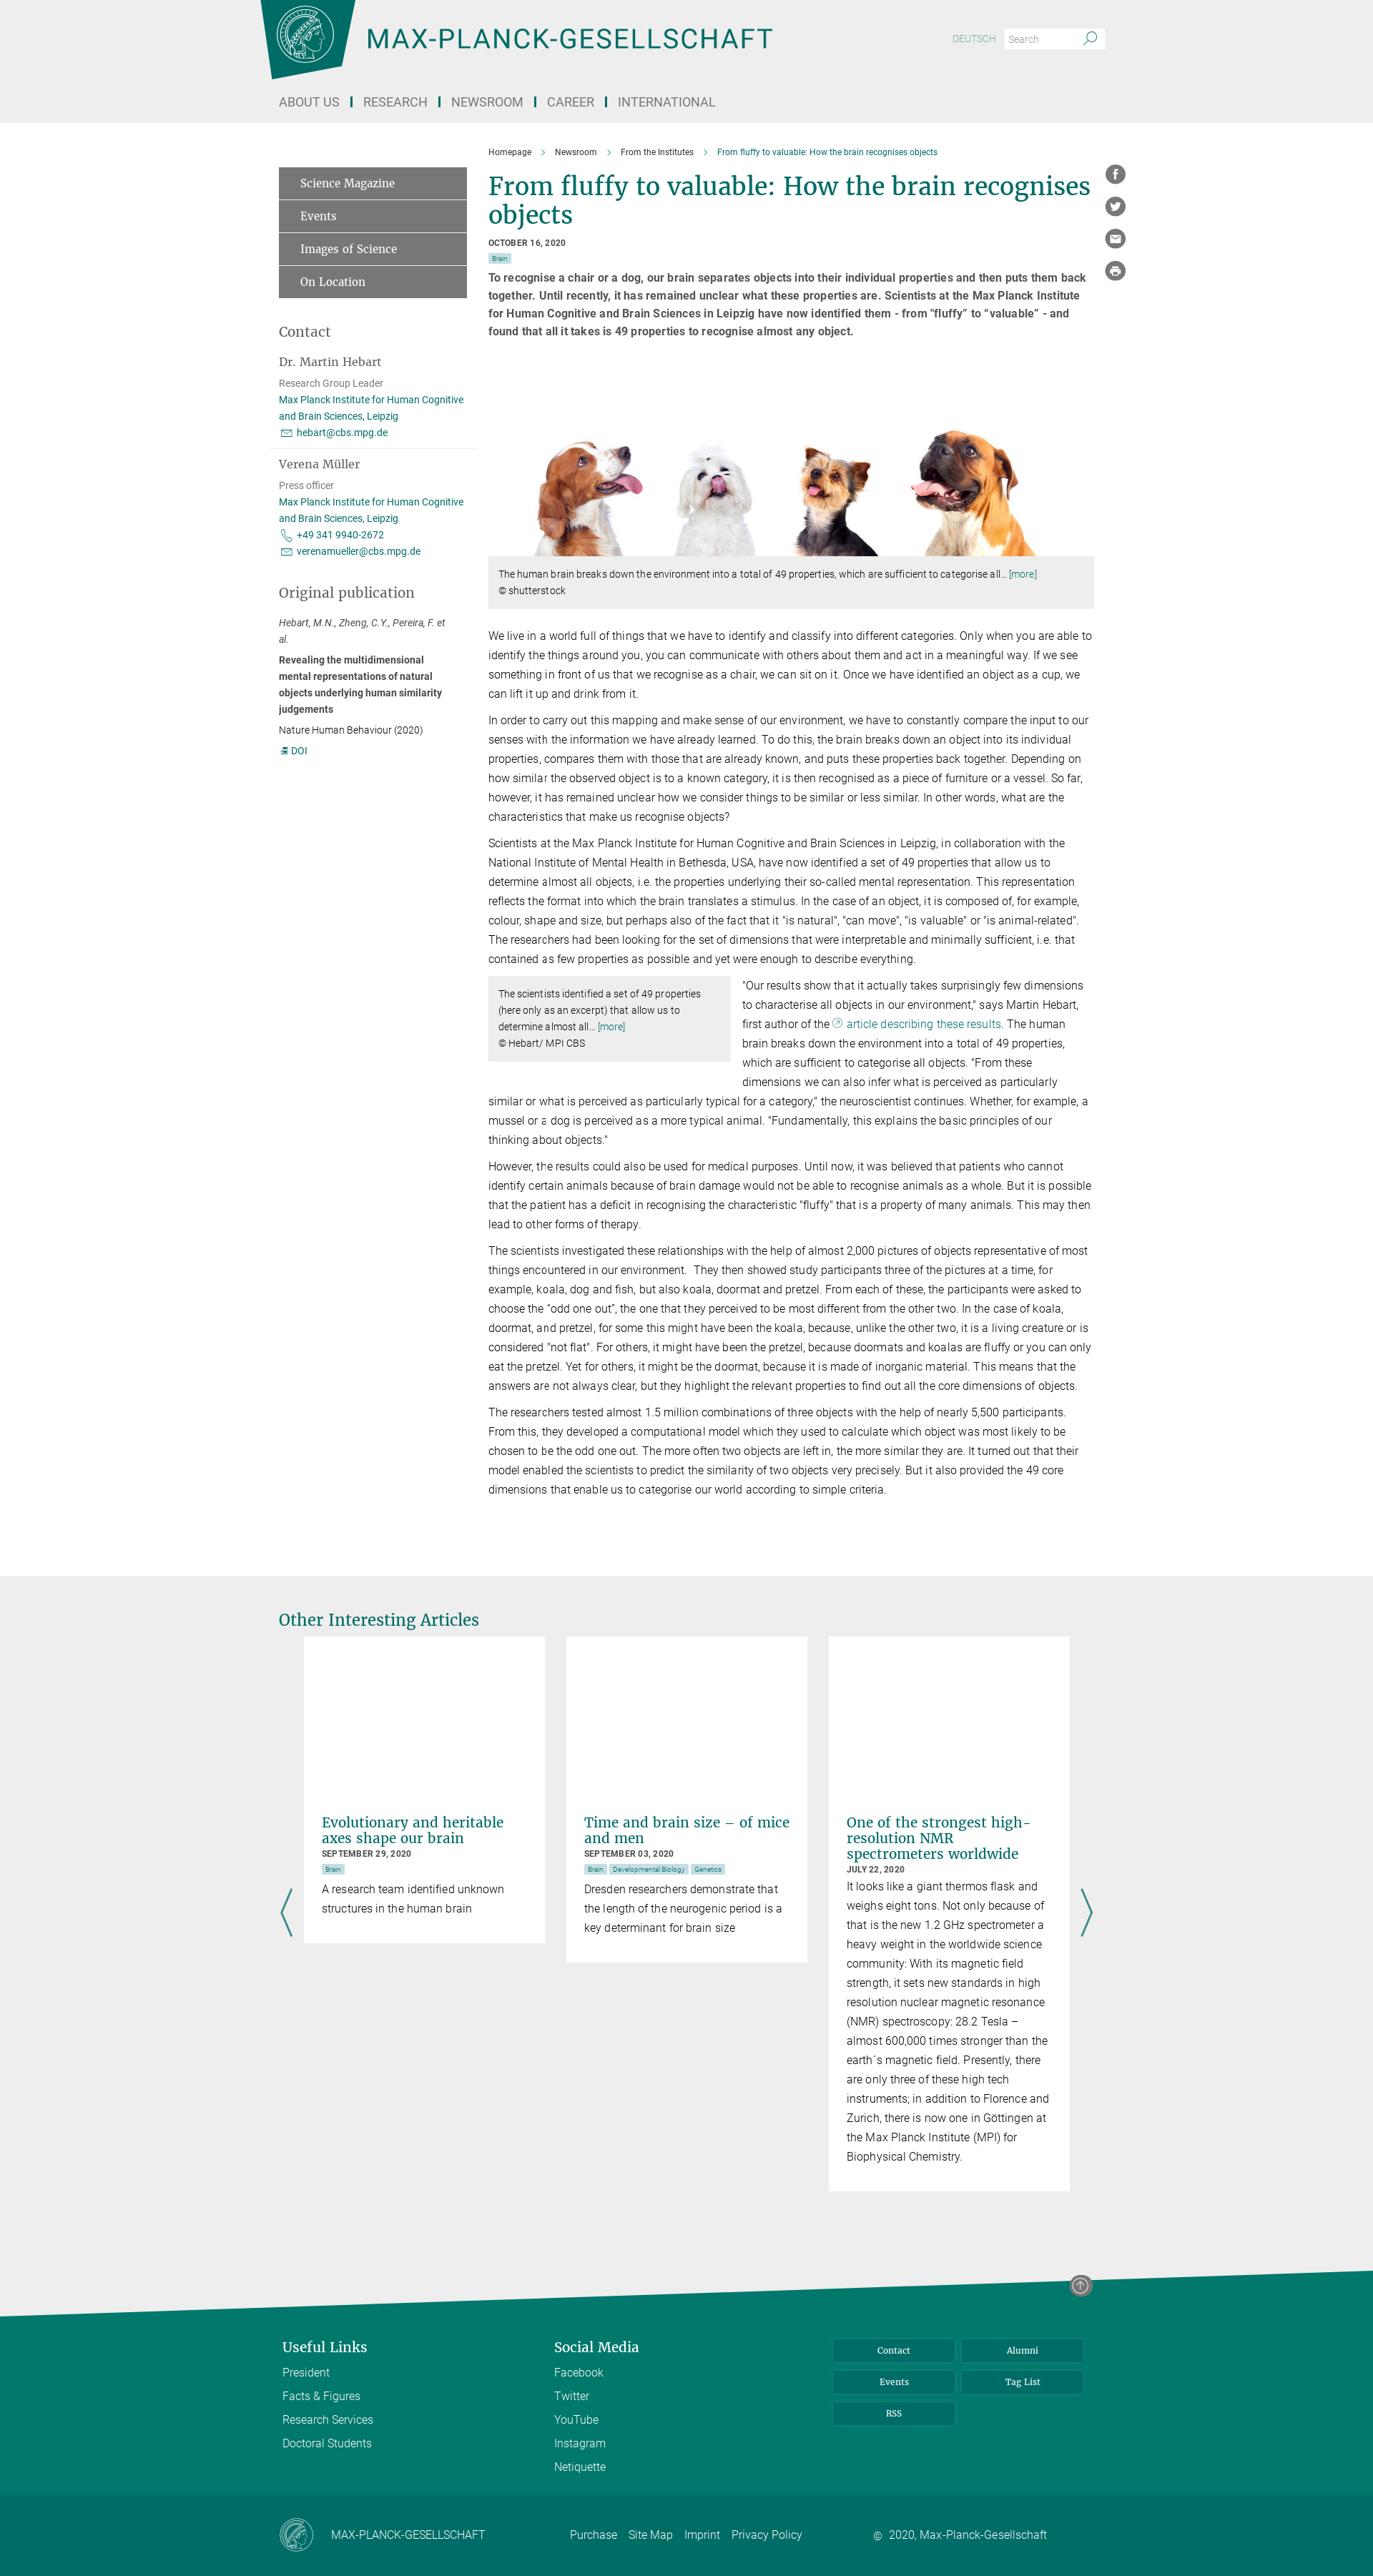 MAX-PLANCK-GESELLSCHAFT
DEUTSCH
Search
ABOUT US
RESEARCH
NEWSROOM
CAREER
INTERNATIONAL
Homepage
Newsroom
From the Institutes
From fluffy to valuable: How the brain recognises objects
Science Magazine
Events
Images of Science
On Location
Contact
Dr. Martin Hebart
Research Group Leader
Max Planck Institute for Human Cognitive
and Brain Sciences, Leipzig
hebart@cbs.mpg.de
Verena Müller
Press officer
Max Planck Institute for Human Cognitive
and Brain Sciences, Leipzig
+49 341 9940-2672
verenamueller@cbs.mpg.de
Original publication
Hebart, M.N., Zheng, C.Y., Pereira, F. et
al.
Revealing the multidimensional
mental representations of natural
objects underlying human similarity
judgements
Nature Human Behaviour (2020)
DOI
From fluffy to valuable: How the brain recognises
objects
OCTOBER 16, 2020
Brain
To recognise a chair or a dog, our brain separates objects into their individual properties and then puts them back
together. Until recently, it has remained unclear what these properties are. Scientists at the Max Planck Institute
for Human Cognitive and Brain Sciences in Leipzig have now identified them - from "fluffy” to “valuable” - and
found that all it takes is 49 properties to recognise almost any object.
The human brain breaks down the environment into a total of 49 properties, which are sufficient to categorise all... [more]
© shutterstock
We live in a world full of things that we have to identify and classify into different categories. Only when you are able to
identify the things around you, you can communicate with others about them and act in a meaningful way. If we see
something in front of us that we recognise as a chair, we can sit on it. Once we have identified an object as a cup, we
can lift it up and drink from it.
In order to carry out this mapping and make sense of our environment, we have to constantly compare the input to our
senses with the information we have already learned. To do this, the brain breaks down an object into its individual
properties, compares them with those that are already known, and puts these properties back together. Depending on
how similar the observed object is to a known category, it is then recognised as a piece of furniture or a vessel. So far,
however, it has remained unclear how we consider things to be similar or less similar. In other words, what are the
characteristics that make us recognise objects?
Scientists at the Max Planck Institute for Human Cognitive and Brain Sciences in Leipzig, in collaboration with the
National Institute of Mental Health in Bethesda, USA, have now identified a set of 49 properties that allow us to
determine almost all objects, i.e. the properties underlying their so-called mental representation. This representation
reflects the format into which the brain translates a stimulus. In the case of an object, it is composed of, for example,
colour, shape and size, but perhaps also of the fact that it "is natural", "can move", "is valuable" or "is animal-related".
The researchers had been looking for the set of dimensions that were interpretable and minimally sufficient, i.e. that
contained as few properties as possible and yet were enough to describe everything.
The scientists identified a set of 49 properties
(here only as an excerpt) that allow us to
determine almost all... [more]
© Hebart/ MPI CBS
"Our results show that it actually takes surprisingly few dimensions
to characterise all objects in our environment," says Martin Hebart,
first author of the article describing these results. The human
brain breaks down the environment into a total of 49 properties,
which are sufficient to categorise all objects. "From these
dimensions we can also infer what is perceived as particularly
similar or what is perceived as particularly typical for a category," the neuroscientist continues. Whether, for example, a
mussel or a dog is perceived as a more typical animal. "Fundamentally, this explains the basic principles of our
thinking about objects."
However, the results could also be used for medical purposes. Until now, it was believed that patients who cannot
identify certain animals because of brain damage would not be able to recognise animals as a whole. But it is possible
that the patient has a deficit in recognising the characteristic "fluffy" that is a property of many animals. This may then
lead to other forms of therapy.
The scientists investigated these relationships with the help of almost 2,000 pictures of objects representative of most
things encountered in our environment.  They then showed study participants three of the pictures at a time, for
example, koala, dog and fish, but also koala, doormat and pretzel. From each of these, the participants were asked to
choose the “odd one out”, the one that they perceived to be most different from the other two. In the case of koala,
doormat, and pretzel, for some this might have been the koala, because, unlike the other two, it is a living creature or is
considered "not flat". For others, it might have been the pretzel, because doormats and koalas are fluffy or you can only
eat the pretzel. Yet for others, it might be the doormat, because it is made of inorganic material. This means that the
answers are not always clear, but they highlight the relevant properties to find out all the core dimensions of objects.
The researchers tested almost 1.5 million combinations of three objects with the help of nearly 5,500 participants.
From this, they developed a computational model which they used to calculate which object was most likely to be
chosen to be the odd one out. The more often two objects are left in, the more similar they are. It turned out that their
model enabled the scientists to predict the similarity of two objects very precisely. But it also provided the 49 core
dimensions that enable us to categorise our world according to simple criteria.
Other Interesting Articles
Evolutionary and heritable
axes shape our brain
SEPTEMBER 29, 2020
Brain
A research team identified unknown
structures in the human brain
Time and brain size – of mice
and men
SEPTEMBER 03, 2020
Brain Developmental Biology Genetics
Dresden researchers demonstrate that
the length of the neurogenic period is a
key determinant for brain size
One of the strongest high-
resolution NMR
spectrometers worldwide
JULY 22, 2020
It looks like a giant thermos flask and
weighs eight tons. Not only because of
that is the new 1.2 GHz spectrometer a
heavy weight in the worldwide science
community: With its magnetic field
strength, it sets new standards in high
resolution nuclear magnetic resonance
(NMR) spectroscopy: 28.2 Tesla –
almost 600,000 times stronger than the
earth´s magnetic field. Presently, there
are only three of these high tech
instruments; in addition to Florence and
Zurich, there is now one in Göttingen at
the Max Planck Institute (MPI) for
Biophysical Chemistry.
Useful Links
President
Facts & Figures
Research Services
Doctoral Students
Social Media
Facebook
Twitter
YouTube
Instagram
Netiquette
Contact
Alumni
Events
Tag List
RSS
MAX-PLANCK-GESELLSCHAFT
Purchase
Site Map
Imprint
Privacy Policy
© 2020, Max-Planck-Gesellschaft